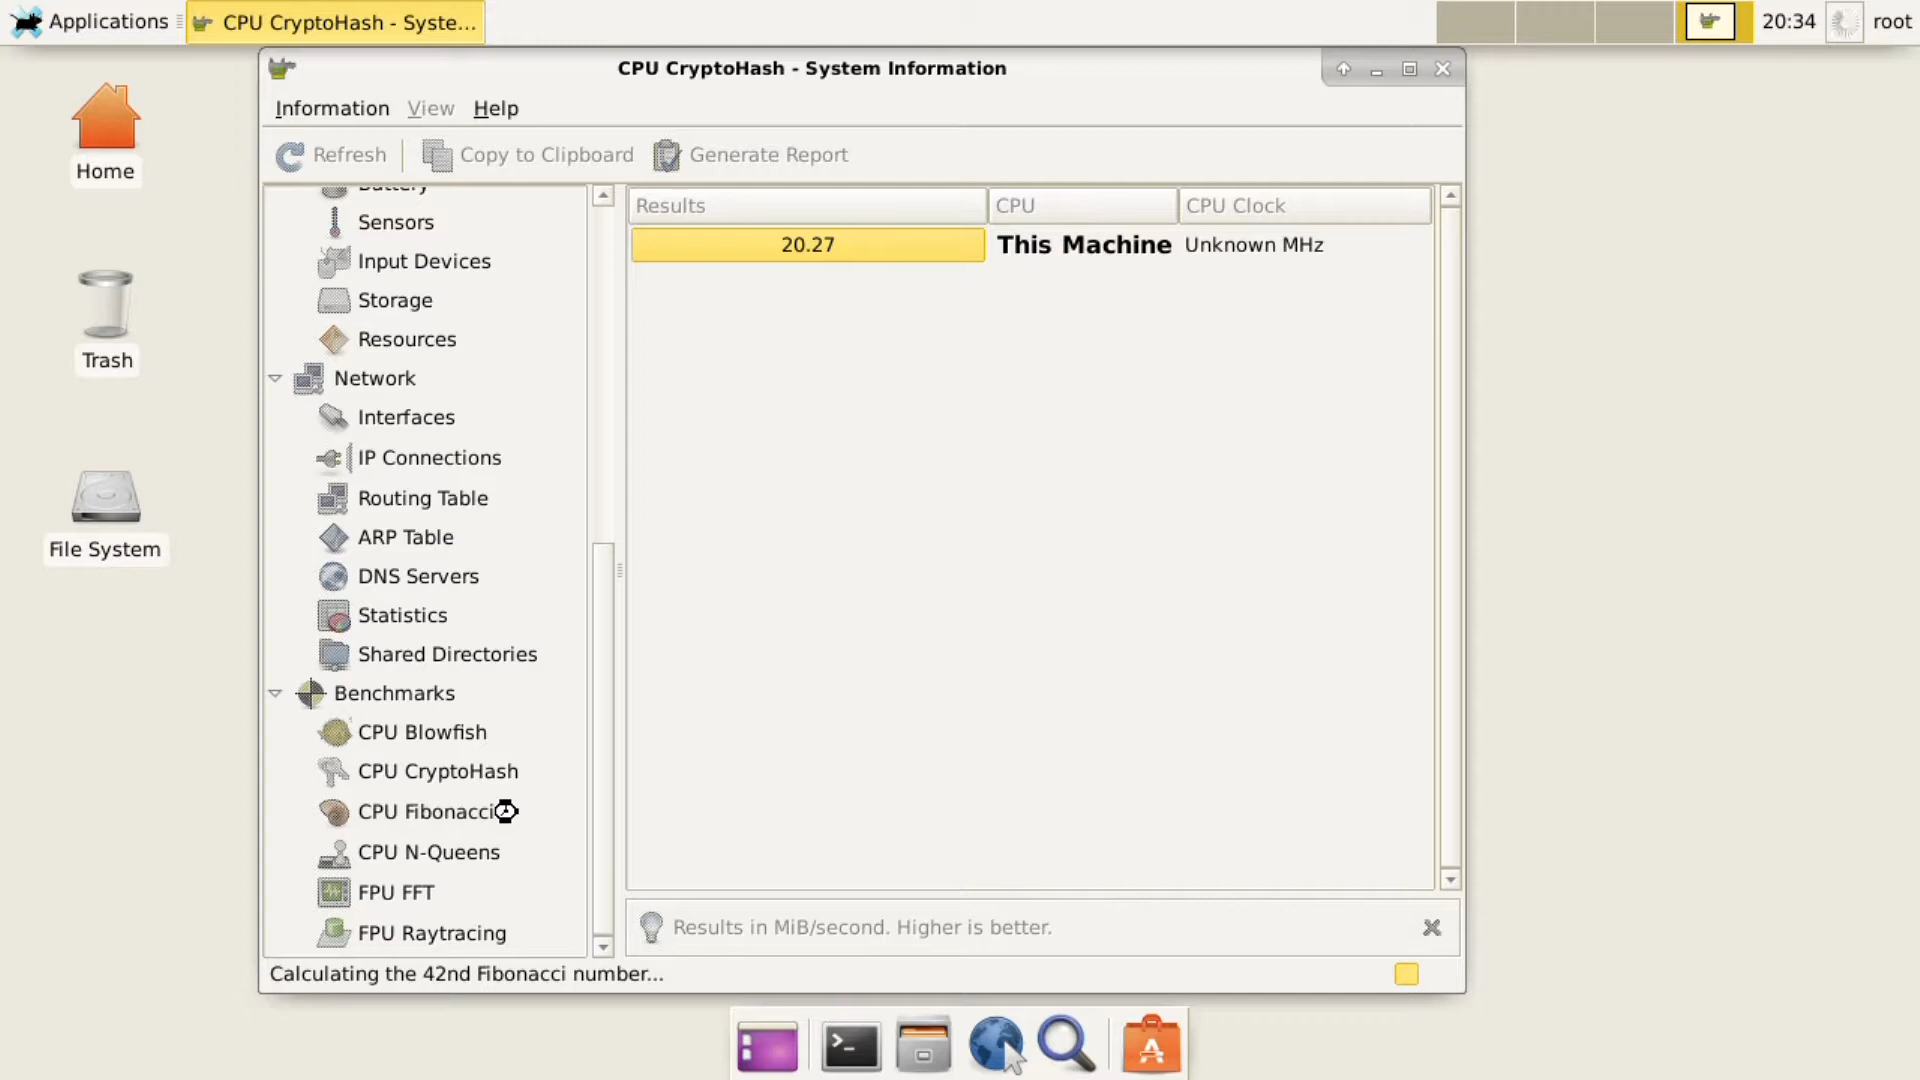 Applications
CPU CryptoHash - Syste...
20:34
root
CPU CryptoHash - System Information
Information
View
Help
Refresh
Copy to Clipboard
Generate Report
Home
Trash
File System
Battery
Sensors
Input Devices
Storage
Resources
Network
Interfaces
IP Connections
Routing Table
ARP Table
DNS Servers
Statistics
Shared Directories
Benchmarks
CPU Blowfish
CPU CryptoHash
CPU Fibonacci
CPU N-Queens
FPU FFT
FPU Raytracing
Results
CPU
CPU Clock
20.27
This Machine
Unknown MHz
Results in MiB/second. Higher is better.
Calculating the 42nd Fibonacci number...